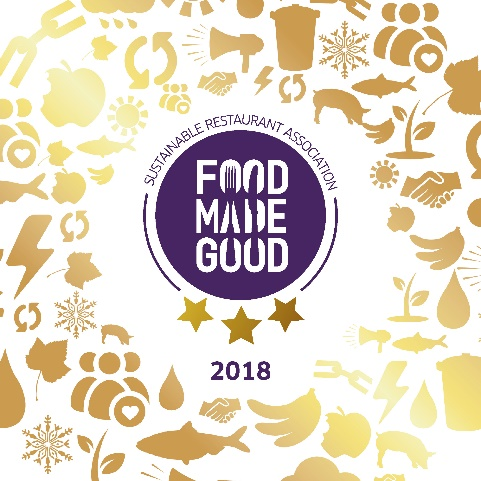 SUSTAINABLE RESTAURANT ASSOCIATION
FOOD
MADE
GOOD
2018